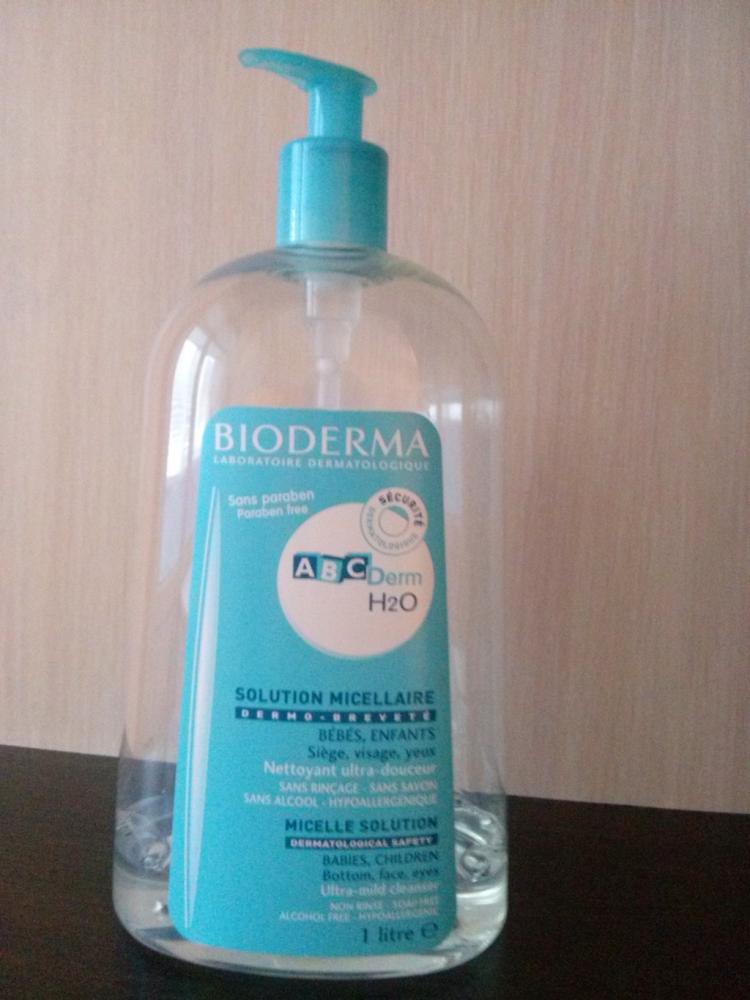 BIODERMA
LABORATOIRE DERMATOLOGIQUE
Sans paraben
Paraben free
SÉCURITÉ
DERMATOLOGIQUE
ABCDerm
H2O
SOLUTION MICELLAIRE
DERMO-BREVETÉ
BÉBÉS, ENFANTS
Siège, visage, yeux
Nettoyant ultra-douceur
SANS RINÇAGE - SANS SAVON
SANS ALCOOL - HYPOALLERGÉNIQUE
MICELLE SOLUTION
DERMATOLOGICAL SAFETY
BABIES, CHILDREN
Bottom, face, eyes
Ultra-mild cleanser
NON RINSE - SOAP FREE
ALCOHOL FREE - HYPOALLERGENIC
1 litre ℮